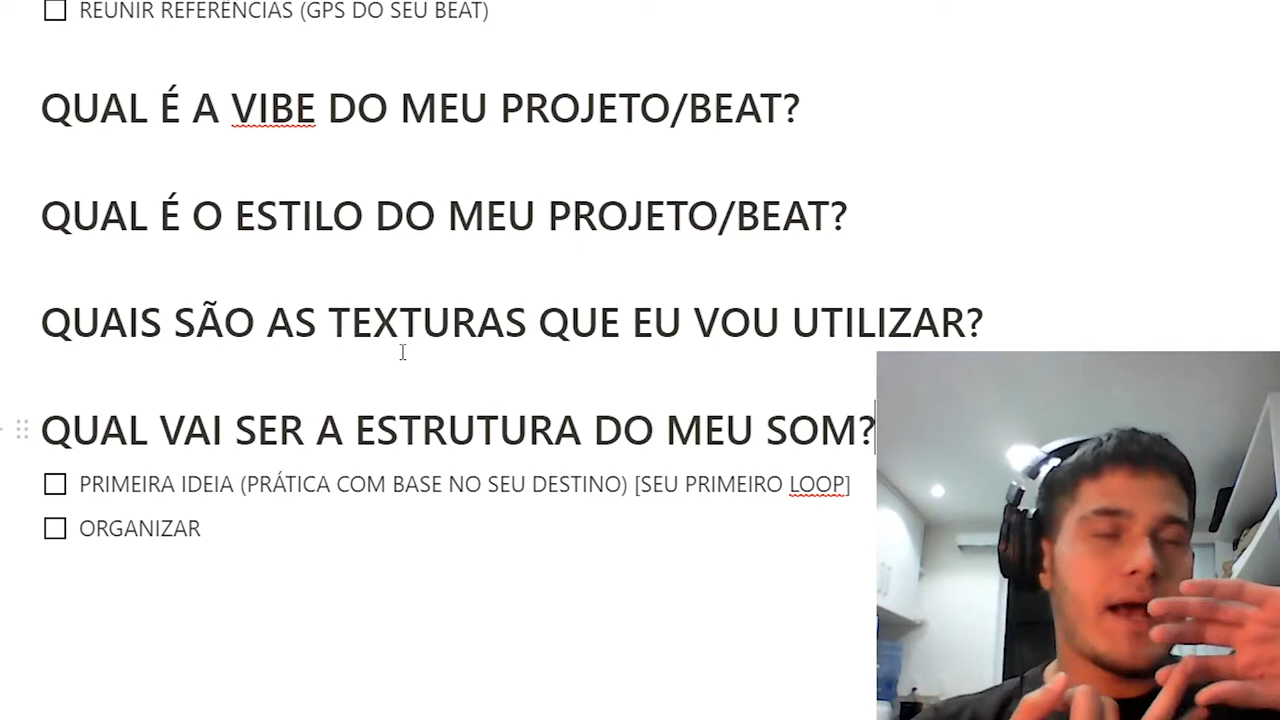 REUNIR REFERÊNCIAS (GPS DO SEU BEAT)
QUAL É A VIBE DO MEU PROJETO/BEAT?
QUAL É O ESTILO DO MEU PROJETO/BEAT?
QUAIS SÃO AS TEXTURAS QUE EU VOU UTILIZAR?
QUAL VAI SER A ESTRUTURA DO MEU SOM?
PRIMEIRA IDEIA (PRÁTICA COM BASE NO SEU DESTINO) [SEU PRIMEIRO LOOP]
ORGANIZAR